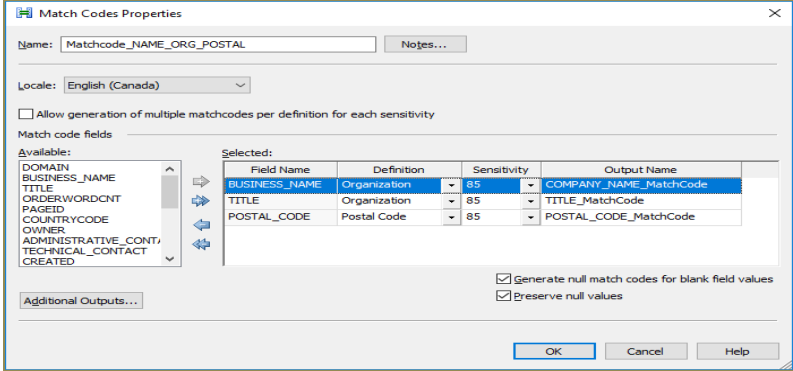 Match Codes Properties
Name: Matchcode_NAME_ORG_POSTAL Notes...
Locale: English (Canada)
Allow generation of multiple matchcodes per definition for each sensitivity
Match code fields
Available:
DOMAIN
BUSINESS_NAME
TITLE
ORDERWORDCNT
PAGEID
COUNTRYCODE
OWNER
ADMINISTRATIVE_CONT
TECHNICAL_CONTACT
CREATED
Selected:
Field Name Definition Sensitivity Output Name
BUSINESS_NAME Organization 85 COMPANY_NAME_MatchCode
TITLE Organization 85 TITLE_MatchCode
POSTAL_CODE Postal Code 85 POSTAL_CODE_MatchCode
Generate null match codes for blank field values
Preserve null values
Additional Outputs...
OK Cancel Help